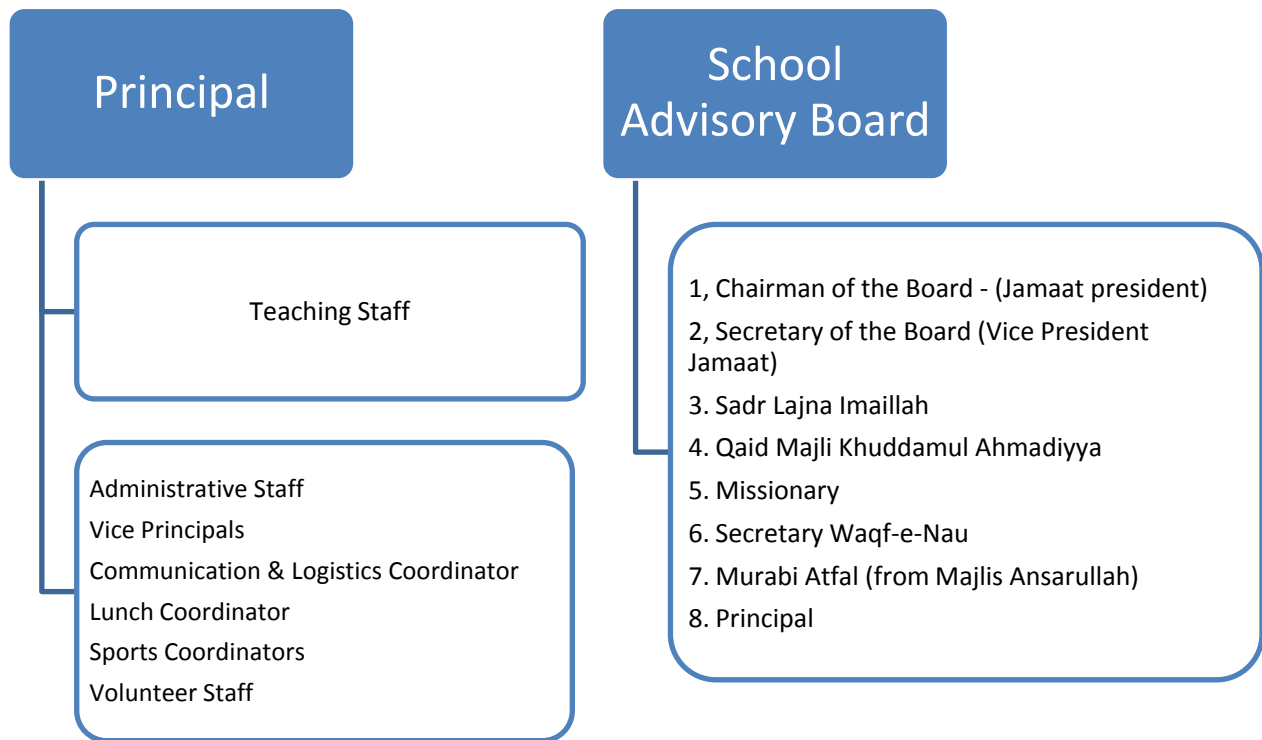 Principal
Teaching Staff
Administrative Staff
Vice Principals
Communication & Logistics Coordinator
Lunch Coordinator
Sports Coordinators
Volunteer Staff
School
Advisory Board
1, Chairman of the Board - (Jamaat president)
2, Secretary of the Board (Vice President
Jamaat)
3. Sadr Lajna Imaillah
4. Qaid Majli Khuddamul Ahmadiyya
5. Missionary
6. Secretary Waqf-e-Nau
7. Murabi Atfal (from Majlis Ansarullah)
8. Principal